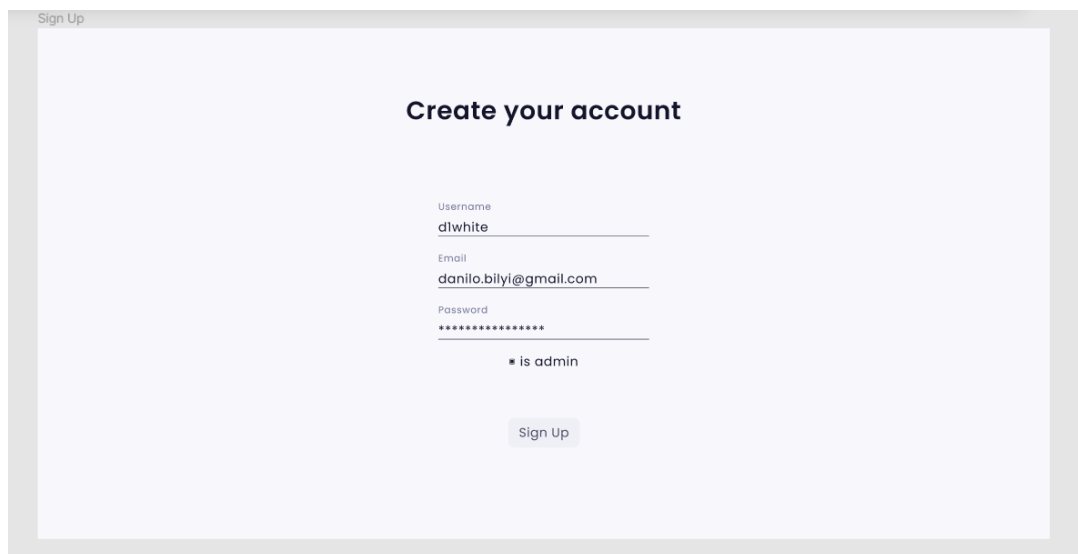 Sign Up
Create your account
Username
d1white
Email
danilo.bilyi@gmail.com
Password
****************
is admin
Sign Up